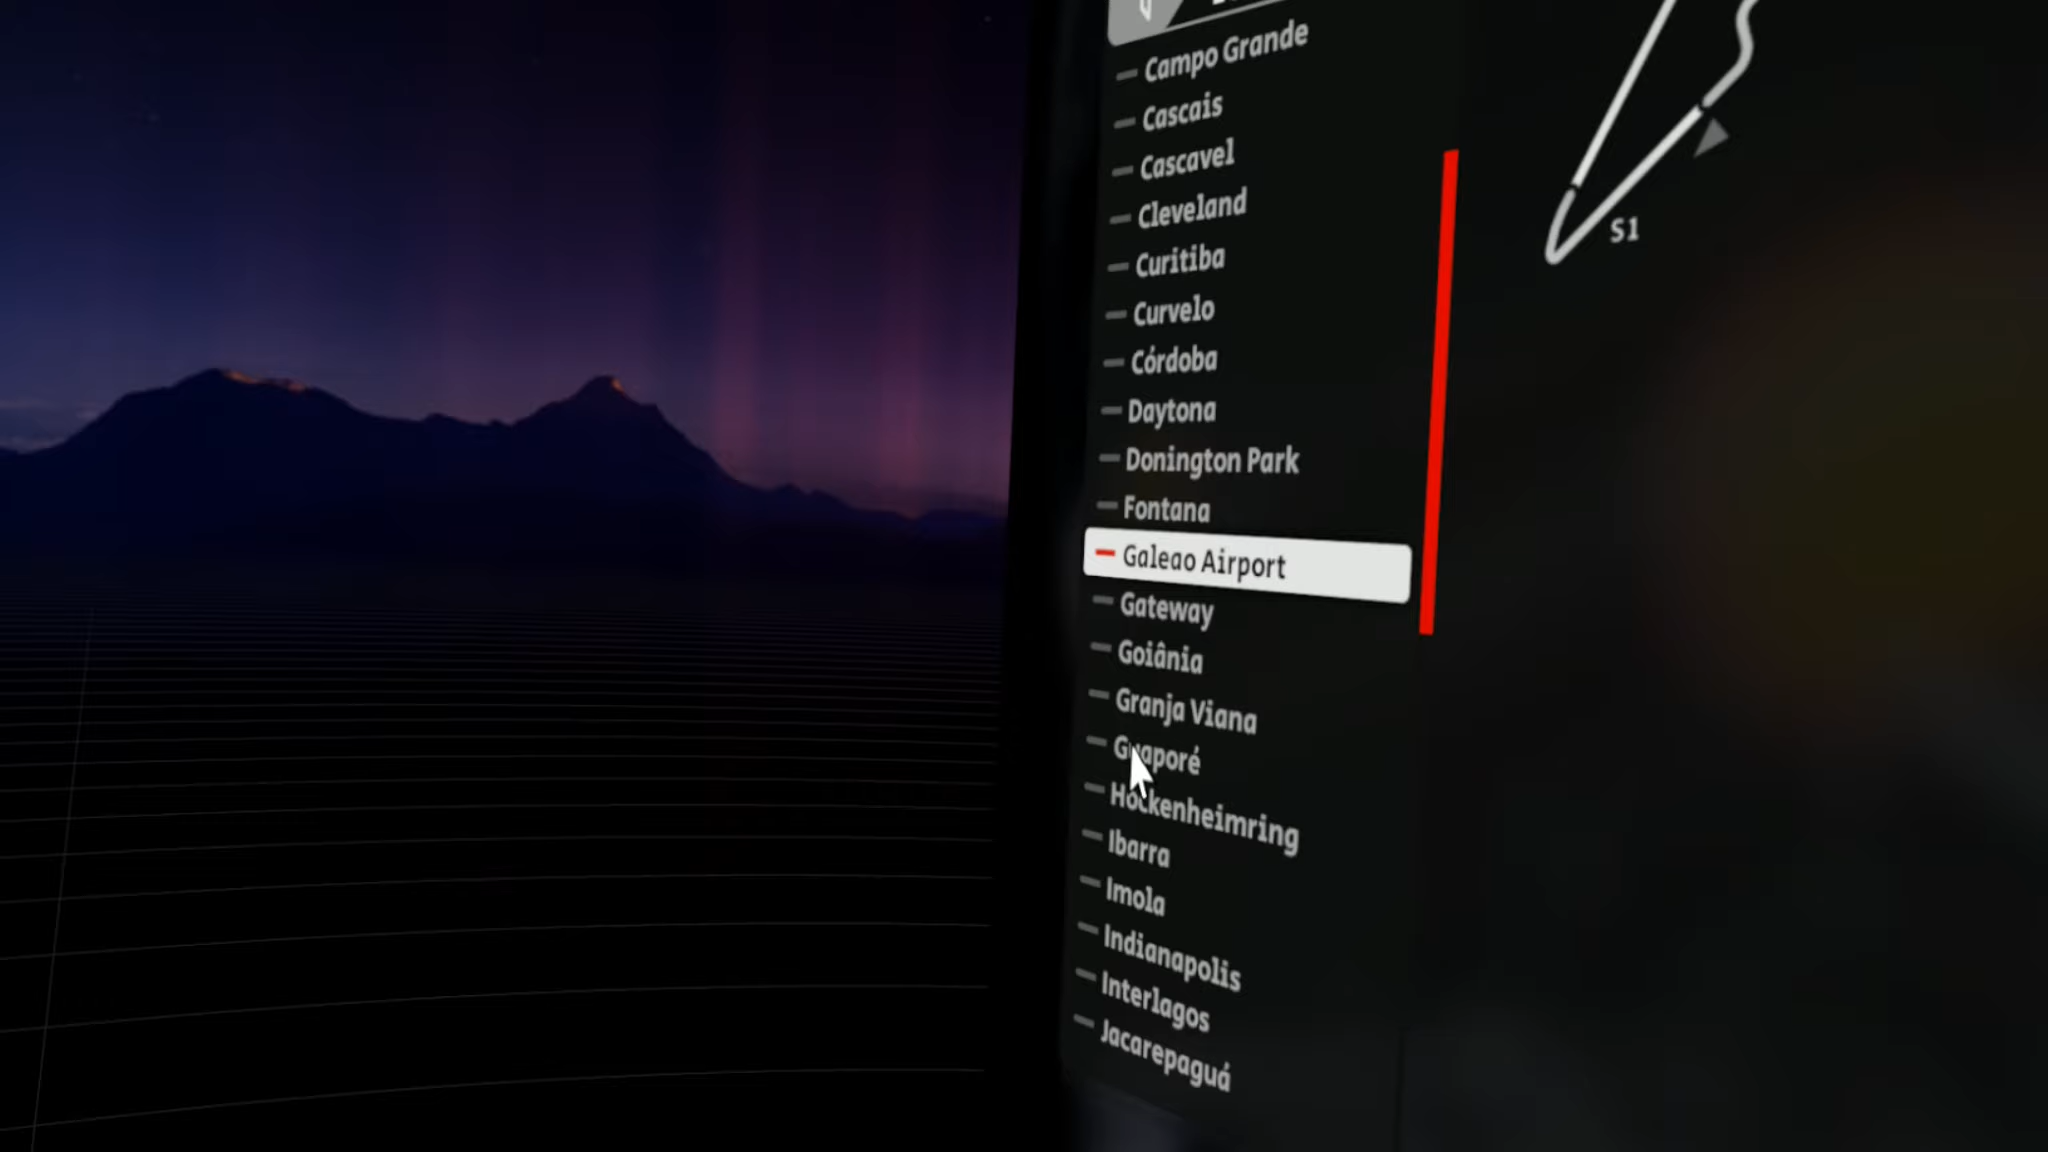 Campo Grande
Cascais
Cascavel
Cleveland
Curitiba
Curvelo
Córdoba
Daytona
Donington Park
Fontana
Galeao Airport
Gateway
Goiânia
Granja Viana
Guaporé
Hockenheimring
Ibarra
Imola
Indianapolis
Interlagos
Jacarepaguá
S1